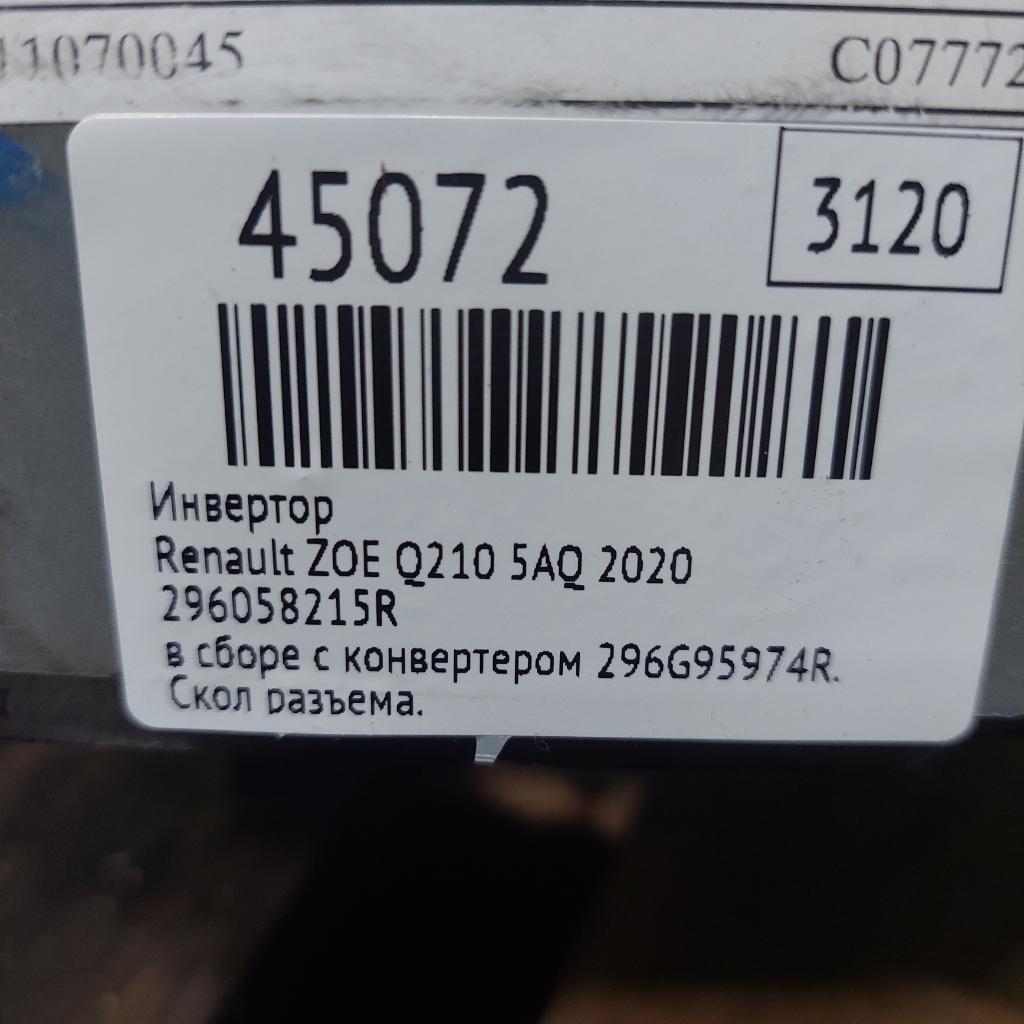 11070045 C07772
45072 3120
Инвертор
Renault ZOE Q210 5AQ 2020
296058215R
в сборе с конвертером 296G95974R.
Скол разъема.